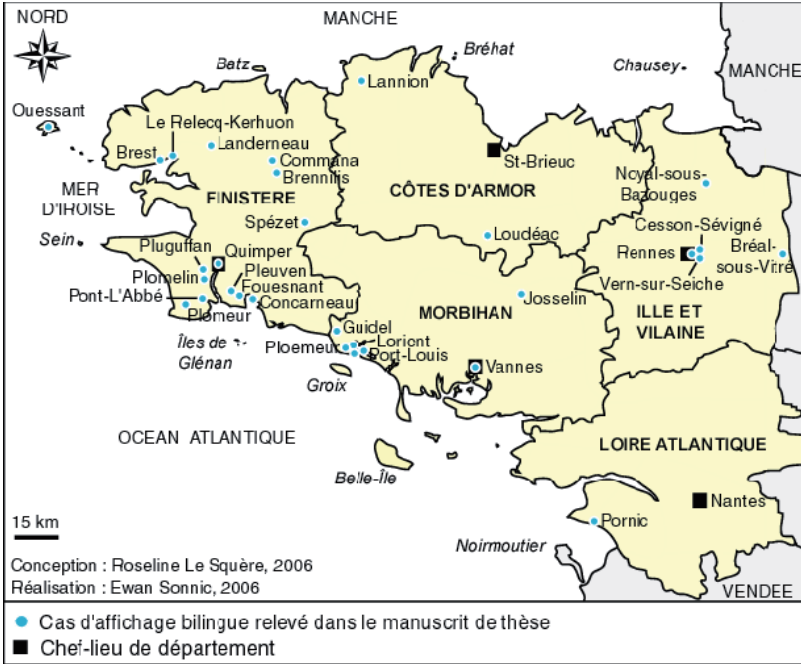 NORD
MANCHE
Batz
Bréhat
Chausey
MANCHE
Lannion
Ouessant
Le Relecq-Kerhuon
Landerneau
Brest
Commana
Brennilis
St-Brieuc
FINISTERE
CÔTES D'ARMOR
Noyal-sous-
Bazouges
MER
D'IROISE
Spézet
Loudéac
Cesson-Sévigné
Sein
Pluguffan
Quimper
Rennes
Bréal-
sous-Vitré
Plomelin
Pleuven
Vern-sur-Seiche
Pont-L'Abbé
Fouesnant
Concarneau
Josselin
Plomeur
MORBIHAN
ILLE ET
VILAINE
Guidel
Îles de
Glénan
Ploemeur
Lorient
Port-Louis
Vannes
Groix
OCEAN ATLANTIQUE
LOIRE ATLANTIQUE
Belle-Île
Nantes
15 km
Pornic
Noirmoutier
Conception : Roseline Le Squère, 2006
Réalisation : Ewan Sonnic, 2006
VENDEE
Cas d'affichage bilingue relevé dans le manuscrit de thèse
Chef-lieu de département